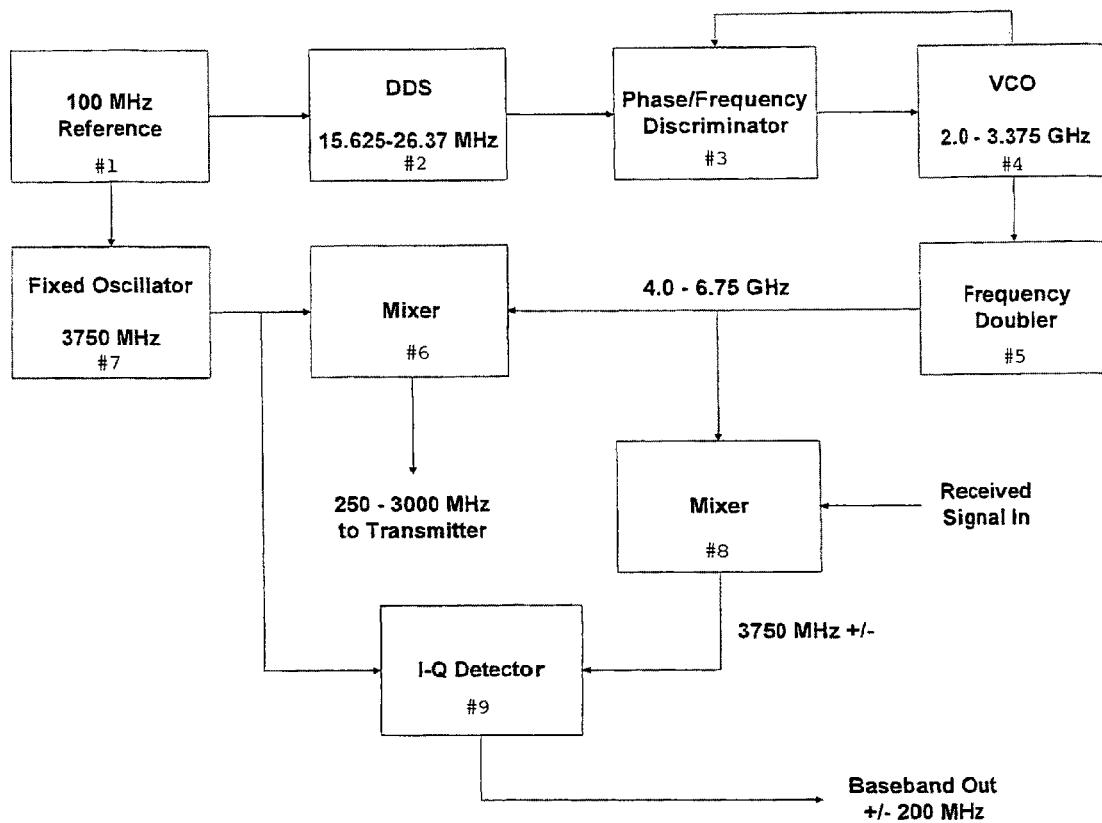 100 MHz
Reference
#1
DDS
15.625-26.37 MHz
#2
Phase/Frequency
Discriminator
#3
VCO
2.0 - 3.375 GHz
#4
Fixed Oscillator
3750 MHz
#7
Mixer
#6
4.0 - 6.75 GHz
Frequency
Doubler
#5
250 - 3000 MHz
to Transmitter
Mixer
#8
Received
Signal In
3750 MHz +/-
I-Q Detector
#9
Baseband Out
+/- 200 MHz